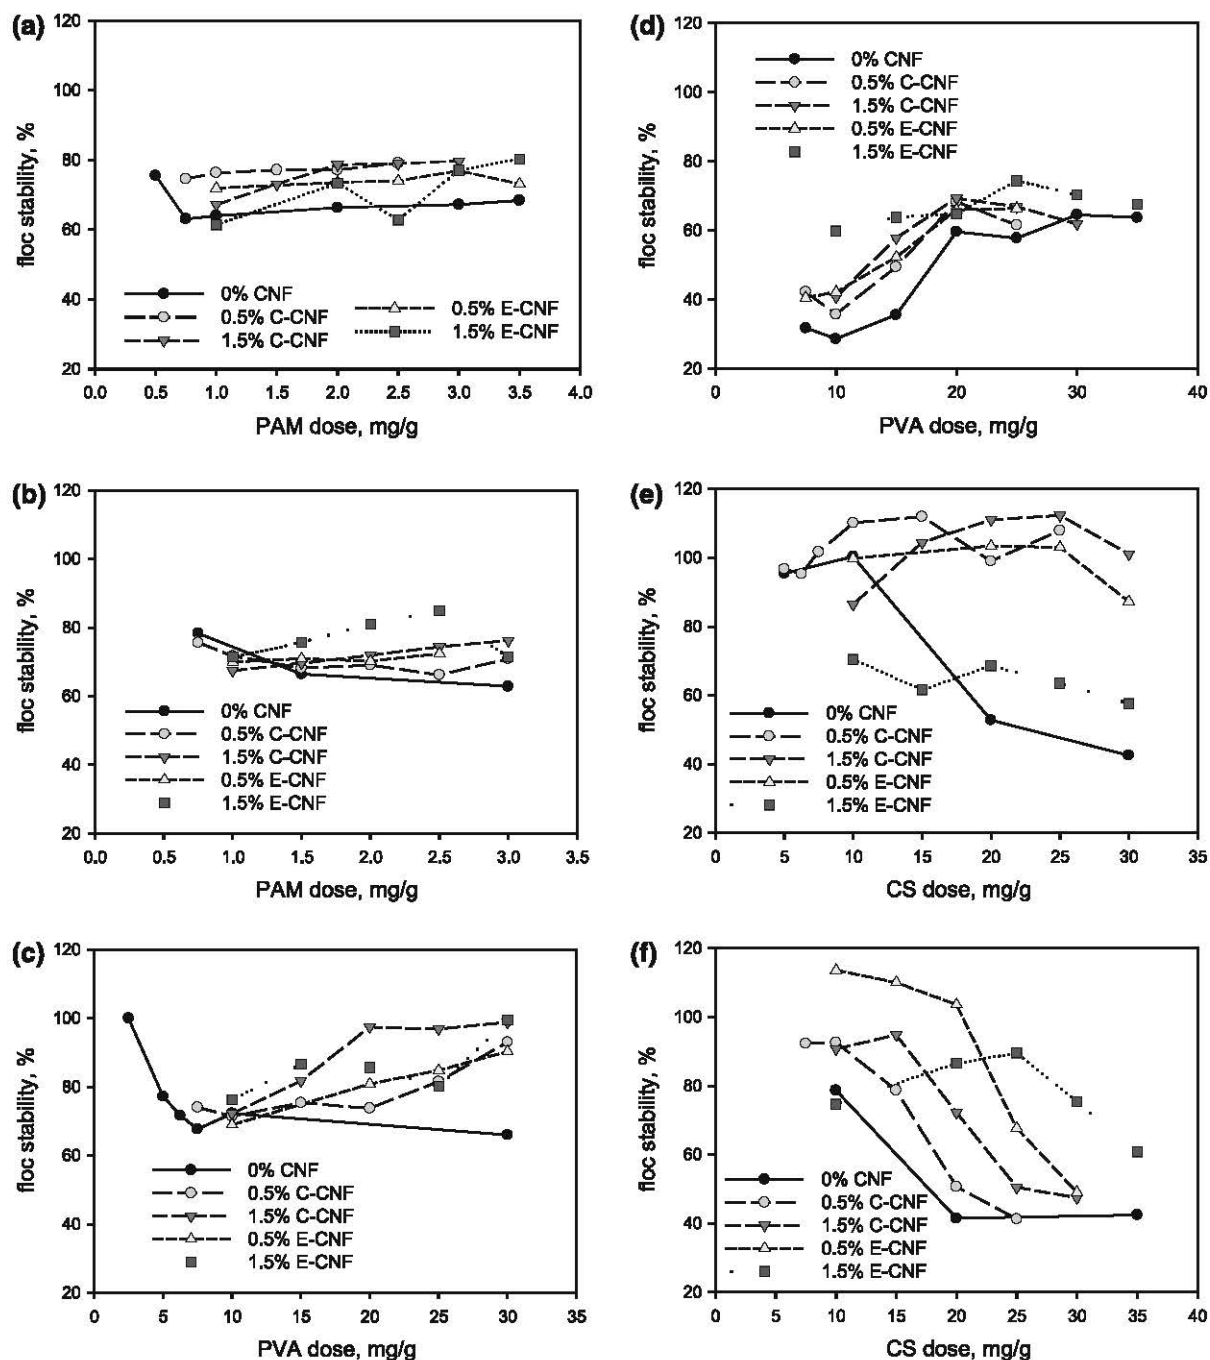 (a)
120
100
80
60
40
20
floc stability, %
0% CNF
0.5% C-CNF
1.5% C-CNF
0.5% E-CNF
1.5% E-CNF
0.0 0.5 1.0 1.5 2.0 2.5 3.0 3.5 4.0
PAM dose, mg/g
(d)
120
100
80
60
40
20
floc stability, %
0% CNF
0.5% C-CNF
1.5% C-CNF
0.5% E-CNF
1.5% E-CNF
0 10 20 30 40
PVA dose, mg/g
(b)
120
100
80
60
40
20
floc stability, %
0% CNF
0.5% C-CNF
1.5% C-CNF
0.5% E-CNF
1.5% E-CNF
0.0 0.5 1.0 1.5 2.0 2.5 3.0 3.5
PAM dose, mg/g
(e)
120
100
80
60
40
20
floc stability, %
0% CNF
0.5% C-CNF
1.5% C-CNF
0.5% E-CNF
1.5% E-CNF
0 5 10 15 20 25 30 35
CS dose, mg/g
(c)
120
100
80
60
40
20
floc stability, %
0% CNF
0.5% C-CNF
1.5% C-CNF
0.5% E-CNF
1.5% E-CNF
0 5 10 15 20 25 30 35
PVA dose, mg/g
(f)
120
100
80
60
40
20
floc stability, %
0% CNF
0.5% C-CNF
1.5% C-CNF
0.5% E-CNF
1.5% E-CNF
0 5 10 15 20 25 30 35 40
CS dose, mg/g